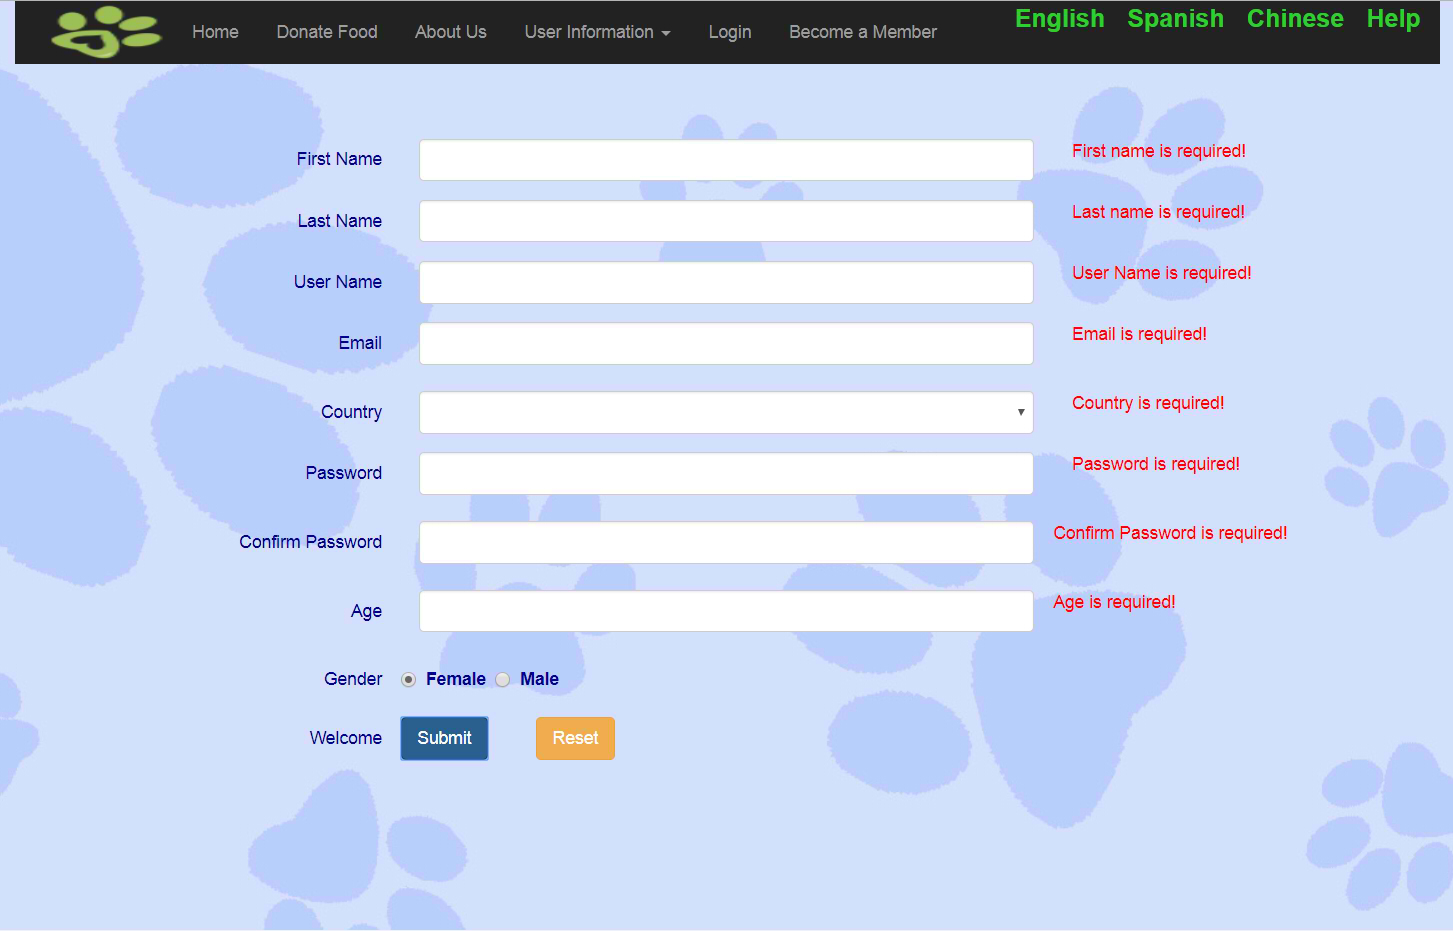 Home Donate Food About Us User Information Login Become a Member English Spanish Chinese Help
First Name First name is required!
Last Name Last name is required!
User Name User Name is required!
Email Email is required!
Country Country is required!
Password Password is required!
Confirm Password Confirm Password is required!
Age Age is required!
Gender Female Male
Welcome Submit Reset